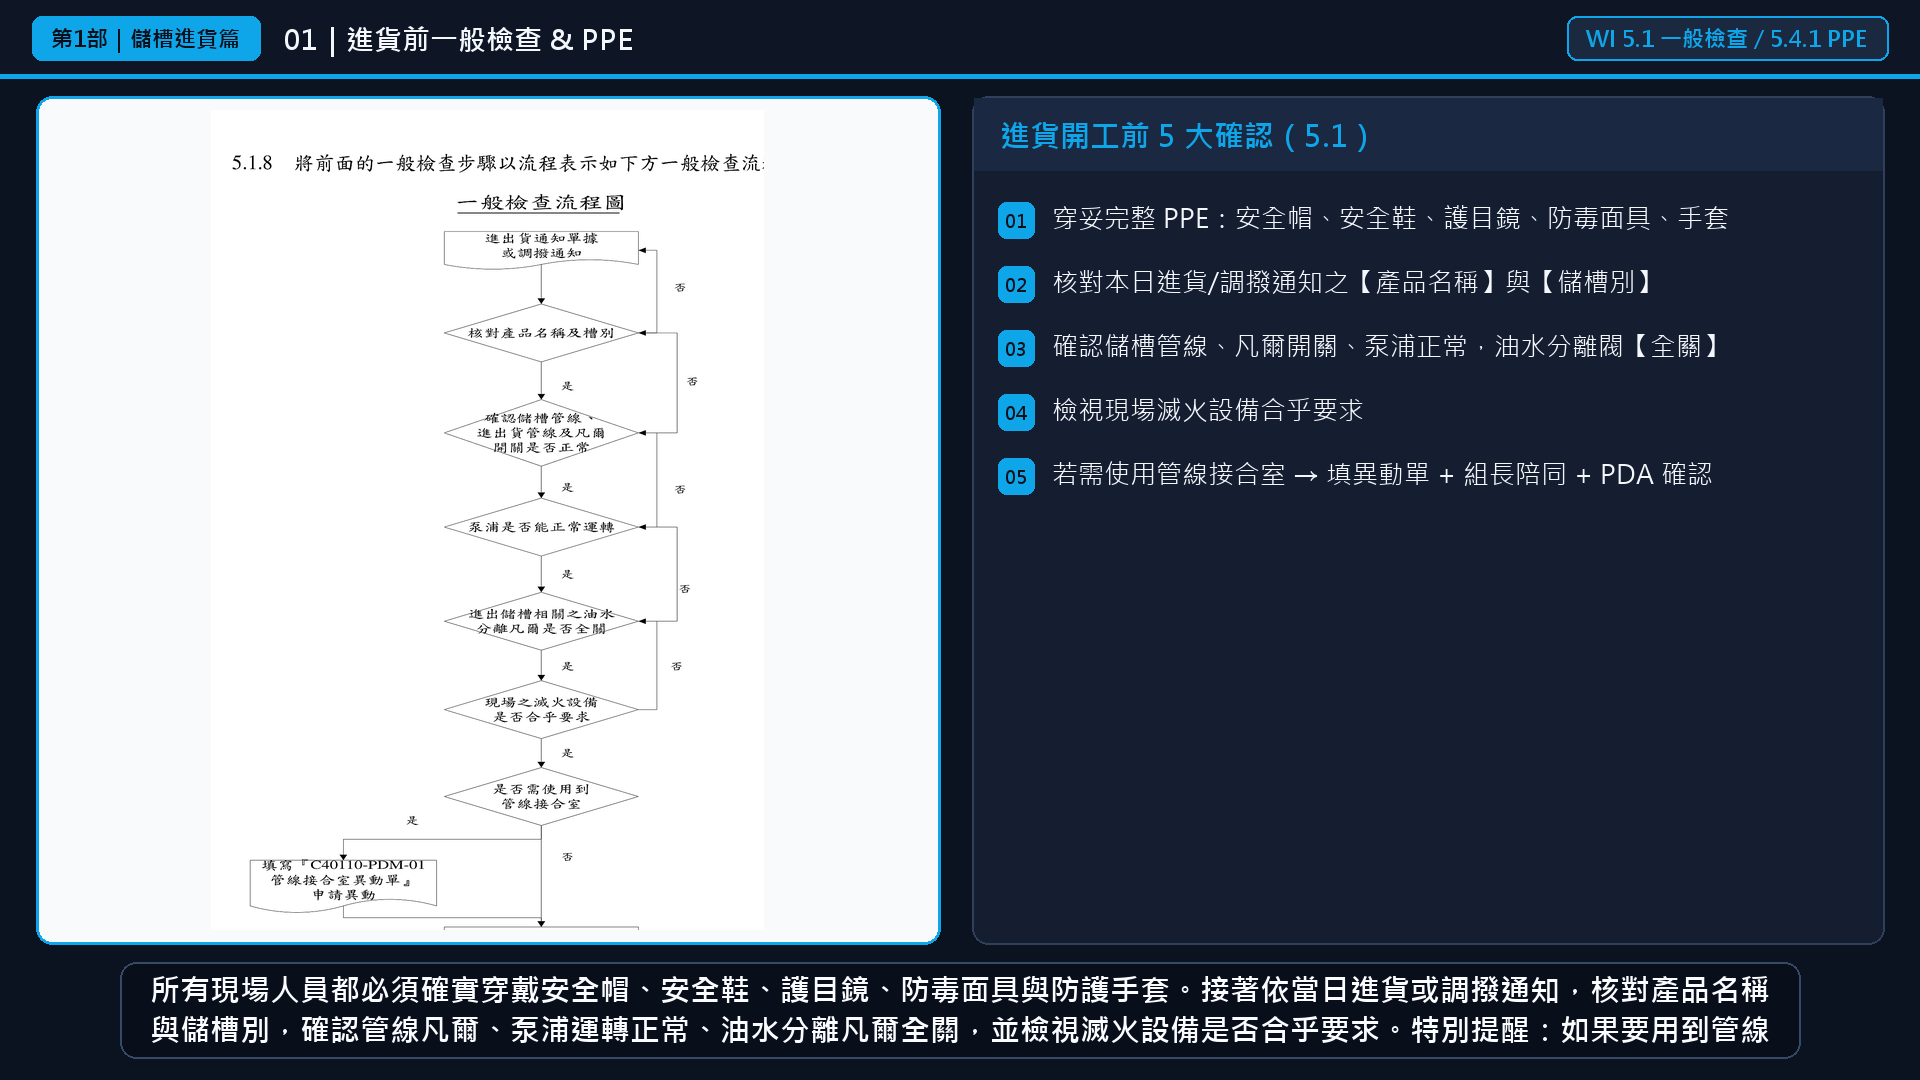 第1部｜儲槽進貨篇
01｜進貨前一般檢查 & PPE
WI 5.1 一般檢查 / 5.4.1 PPE
5.1.8 將前面的一般檢查步驟以流程表示如下方一般檢查流
一般檢查流程圖
進出貨通知單據
或調撥通知
否
核對產品名稱及槽別
否
是
確認儲槽管線、
進出貨管線及凡爾
開關是否正常
是
否
泵浦是否能正常運轉
是
否
進出儲槽相關之油水
分離凡爾是否全關
是
否
現場之滅火設備
是否合乎要求
是
是否需使用到
管線接合室
是
否
填寫『C40110-PDM-01
管線接合室異動單』
申請異動
進貨開工前 5 大確認（5.1）
01 穿妥完整 PPE：安全帽、安全鞋、護目鏡、防毒面具、手套
02 核對本日進貨/調撥通知之【產品名稱】與【儲槽別】
03 確認儲槽管線、凡爾開關、泵浦正常，油水分離閥【全關】
04 檢視現場滅火設備合乎要求
05 若需使用管線接合室 → 填異動單 + 組長陪同 + PDA 確認
所有現場人員都必須確實穿戴安全帽、安全鞋、護目鏡、防毒面具與防護手套。接著依當日進貨或調撥通知，核對產品名稱
與儲槽別，確認管線凡爾、泵浦運轉正常、油水分離凡爾全關，並檢視滅火設備是否合乎要求。特別提醒：如果要用到管線